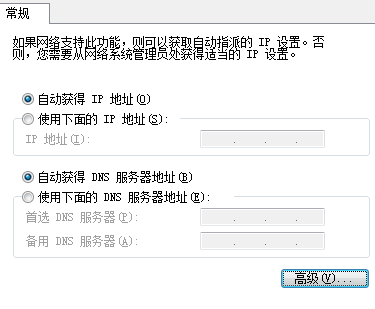 常规
如果网络支持此功能，则可以获取自动指派的 IP 设置。否
则，您需要从网络系统管理员处获得适当的 IP 设置。
自动获得 IP 地址(O)
使用下面的 IP 地址(S):
IP 地址(I):
自动获得 DNS 服务器地址(B)
使用下面的 DNS 服务器地址(E):
首选 DNS 服务器(P):
备用 DNS 服务器(A):
高级(V)...